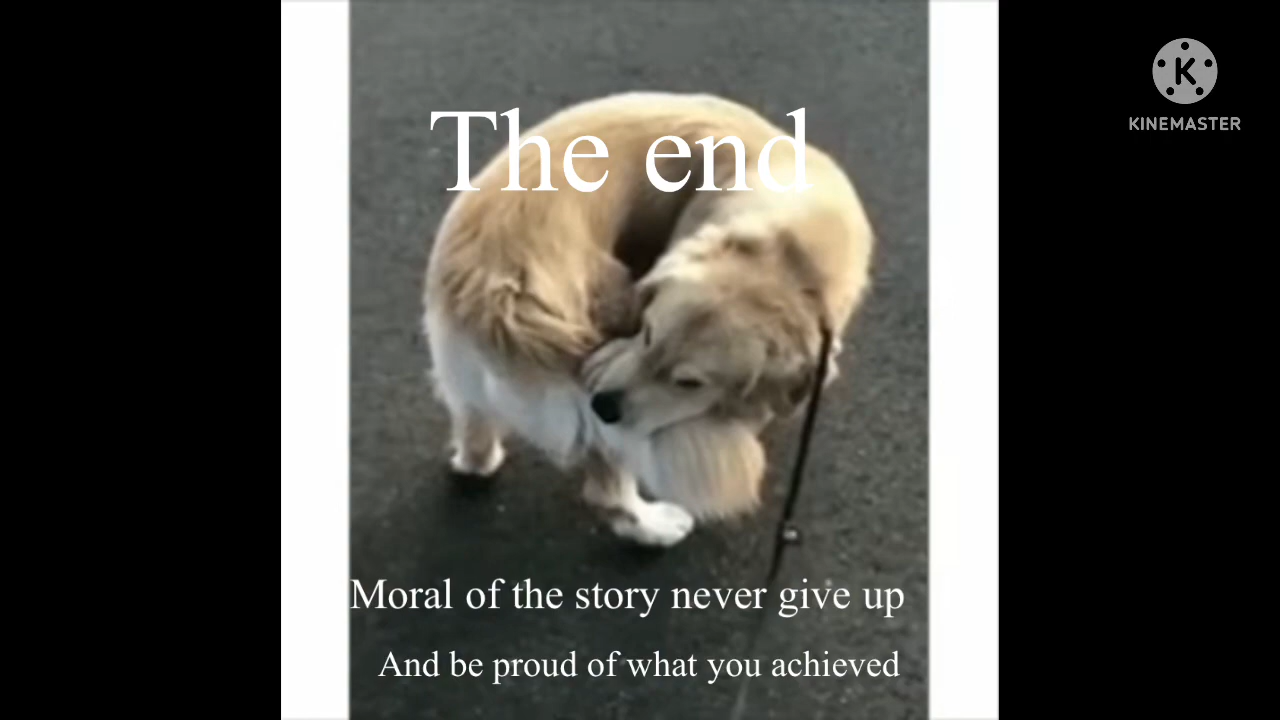 The end
Moral of the story never give up
And be proud of what you achieved
K
KINEMASTER